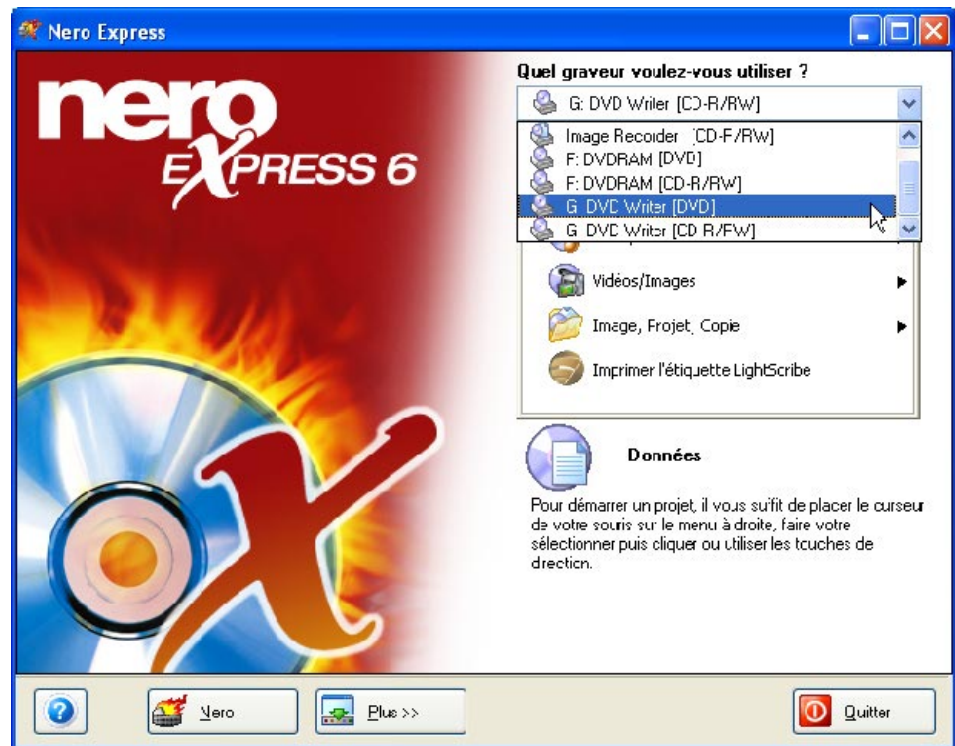 Nero Express
nero
EXPRESS 6
Quel graveur voulez-vous utiliser ?
G: DVD Writer [CD-R/RW]
Image Recorder [CD-R/RW]
F: DVDRAM [DVD]
F: DVDRAM [CD-R/RW]
G: DVD Writer [DVD]
G: DVD Writer [CD-R/RW]
Vidéos/Images
Image, Projet, Copie
Imprimer l'étiquette LightScribe
Données
Pour démarrer un projet, il vous suffit de placer le curseur
de votre souris sur le menu à droite, faire votre
sélectionner puis cliquer ou utiliser les touches de
direction.
Nero
Plus >>
Quitter